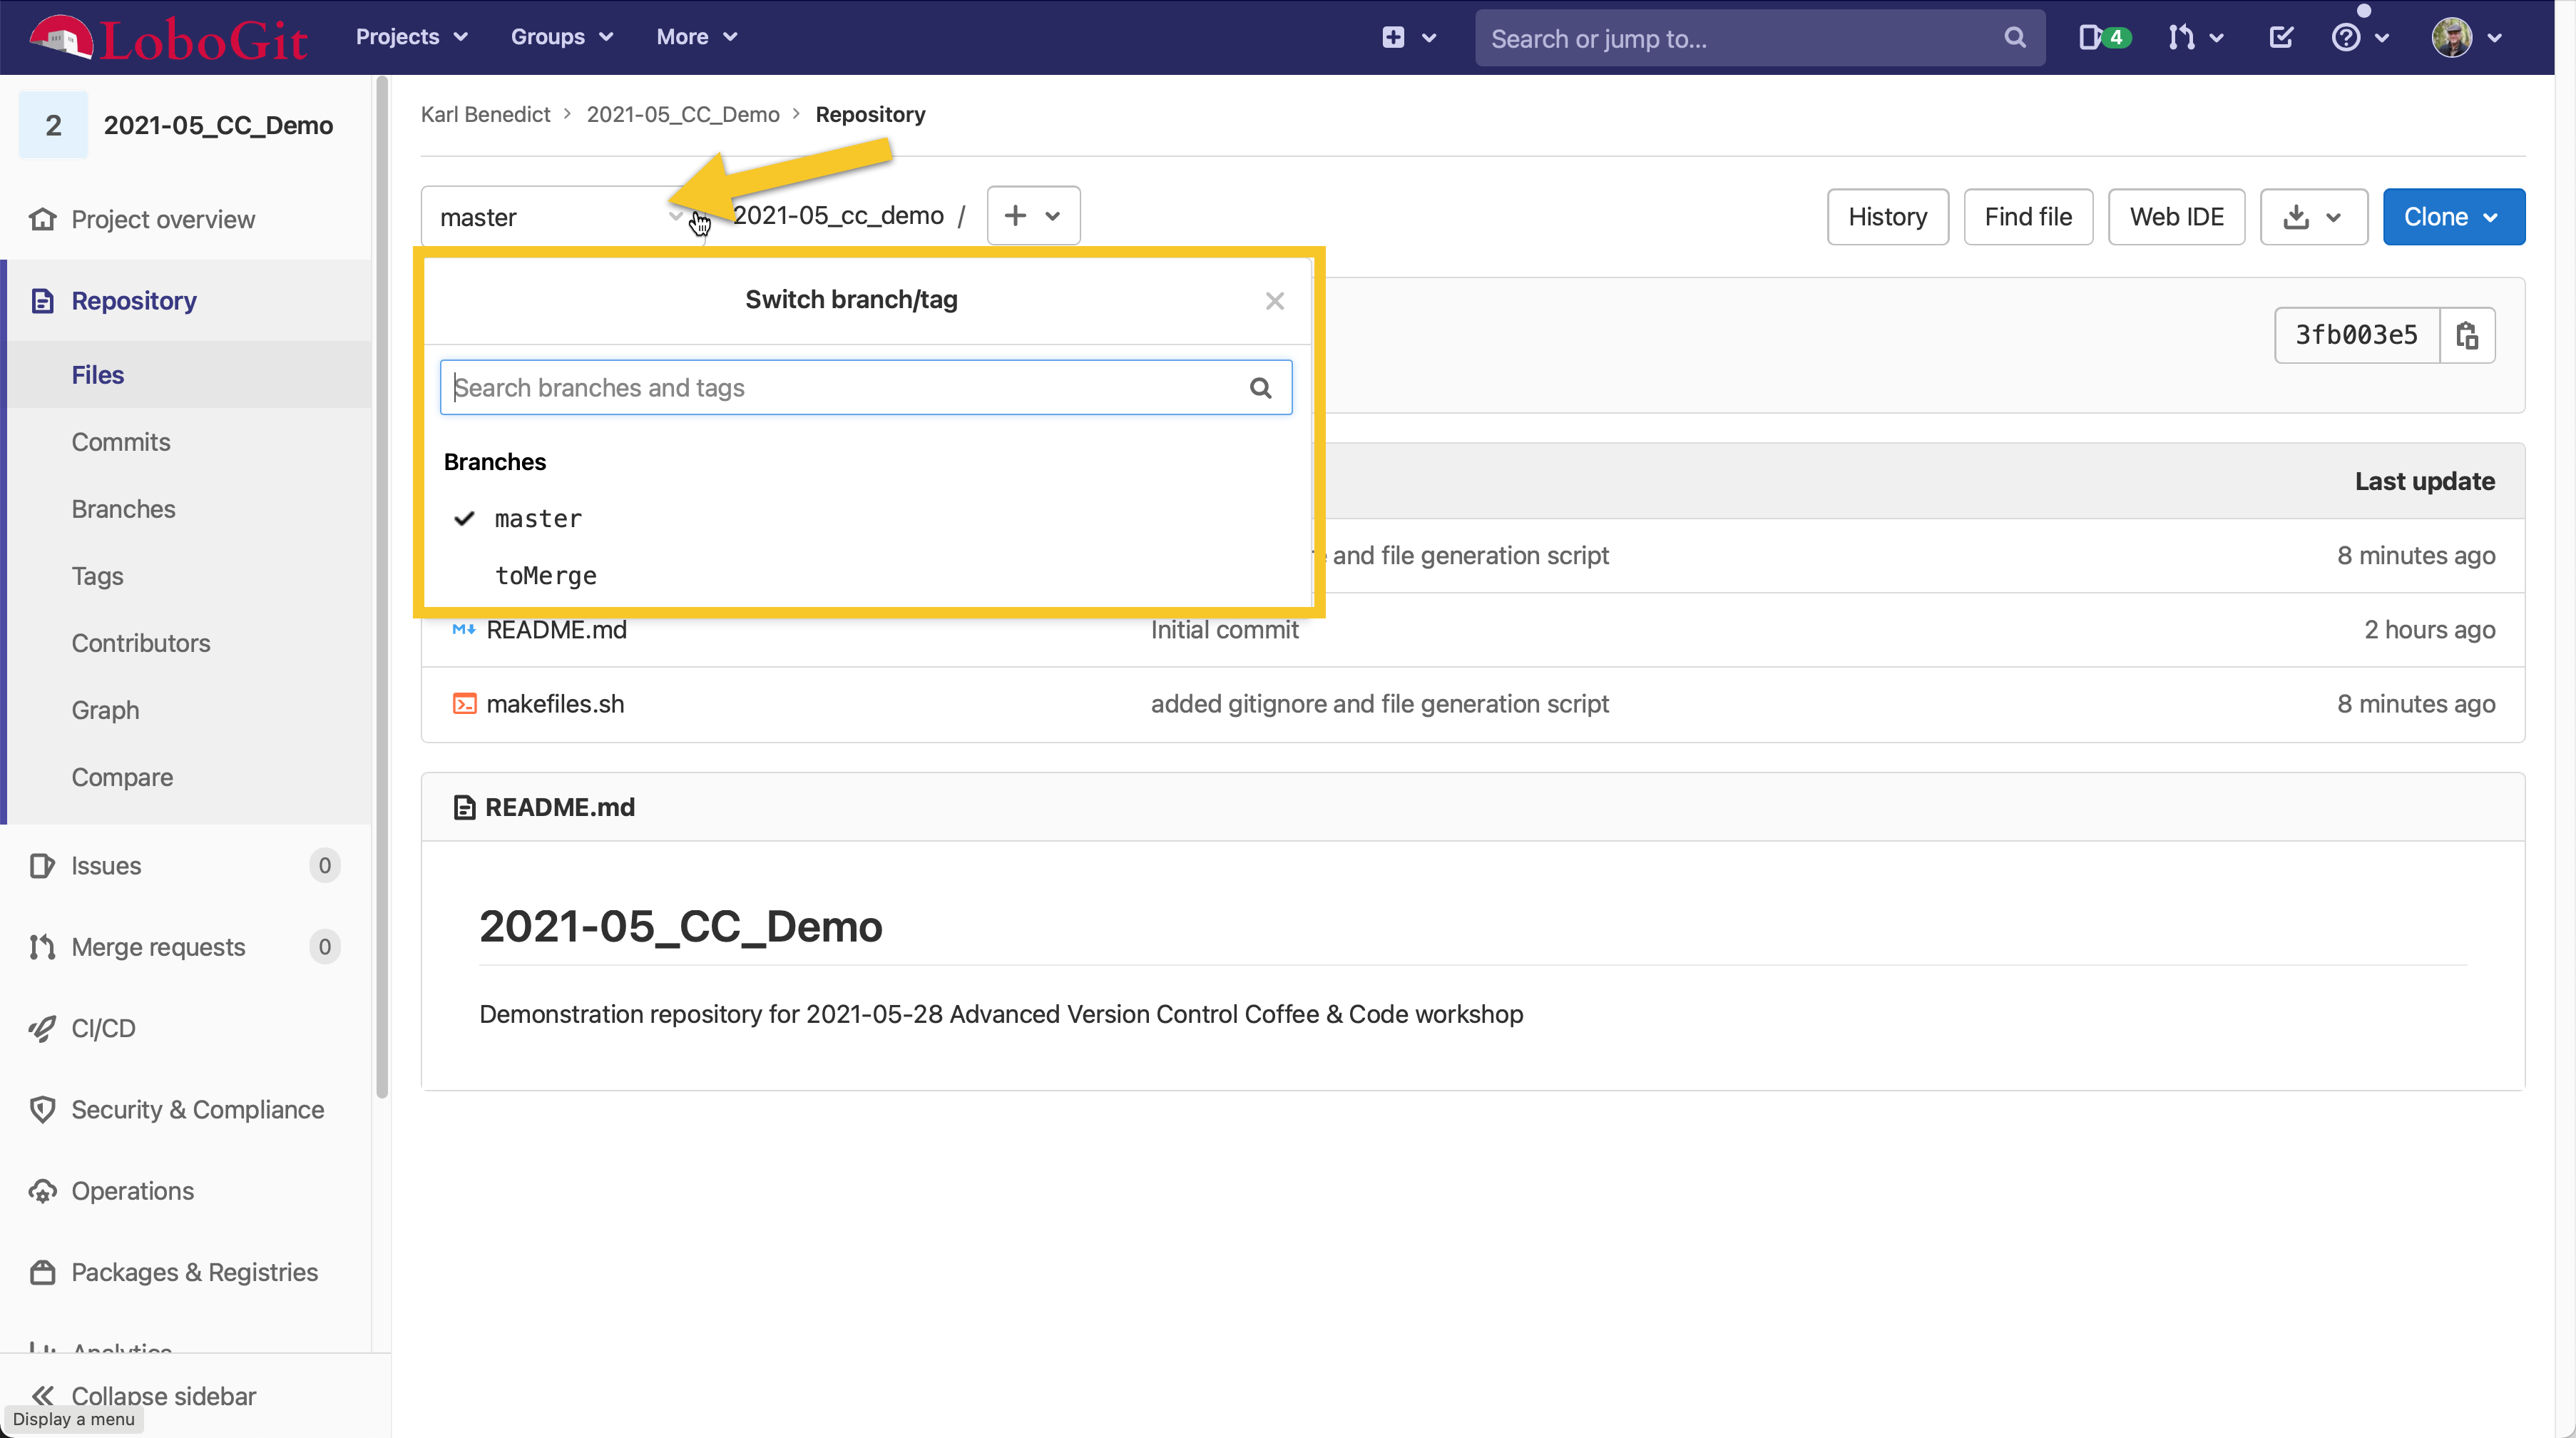 LoboGit Projects Groups More Search or jump to... 4
2 2021-05_CC_Demo
Project overview
Repository
Files
Commits
Branches
Tags
Contributors
Graph
Compare
Issues 0
Merge requests 0
CI/CD
Security & Compliance
Operations
Packages & Registries
Analytics
Collapse sidebar
Display a menu
Karl Benedict > 2021-05_CC_Demo > Repository
master 2021-05_cc_demo / + History Find file Web IDE Clone
Switch branch/tag
3fb003e5
Search branches and tags
Branches
Last update
master
and file generation script 8 minutes ago
toMerge
README.md Initial commit 2 hours ago
makefiles.sh added gitignore and file generation script 8 minutes ago
README.md
2021-05_CC_Demo
Demonstration repository for 2021-05-28 Advanced Version Control Coffee & Code workshop